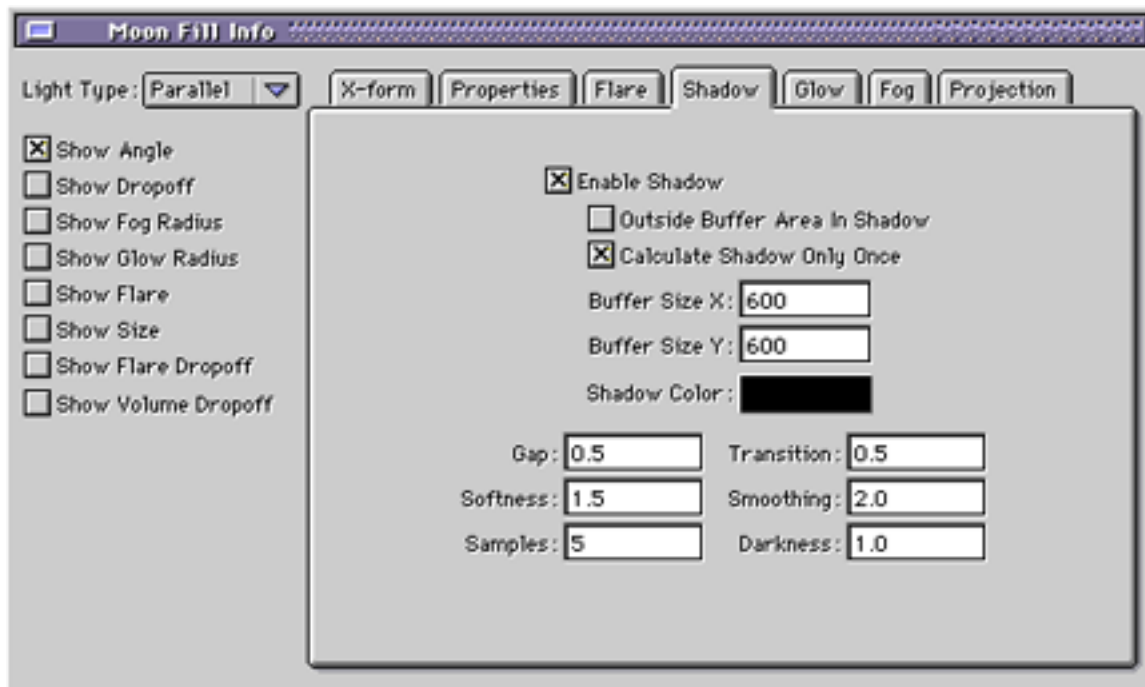 Moon Fill Info
Light Type: Parallel
X-form Properties Flare Shadow Glow Fog Projection
Show Angle
Show Dropoff
Show Fog Radius
Show Glow Radius
Show Flare
Show Size
Show Flare Dropoff
Show Volume Dropoff
Enable Shadow
Outside Buffer Area In Shadow
Calculate Shadow Only Once
Buffer Size X: 600
Buffer Size Y: 600
Shadow Color:
Gap: 0.5 Transition: 0.5
Softness: 1.5 Smoothing: 2.0
Samples: 5 Darkness: 1.0